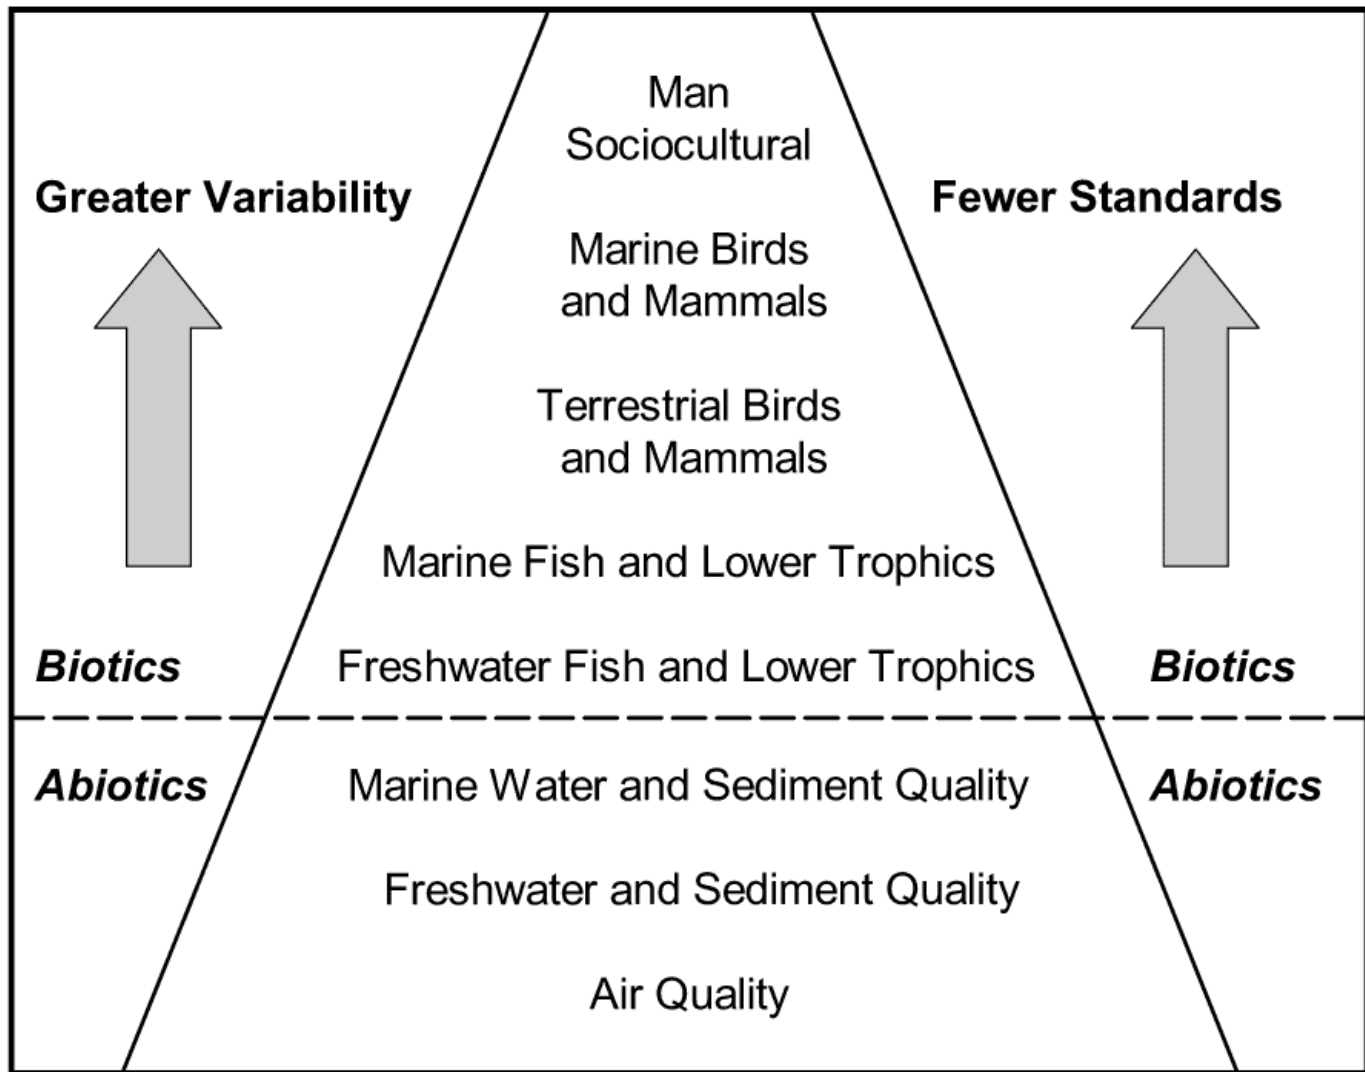 Man
Sociocultural
Greater Variability
Fewer Standards
Marine Birds
and Mammals
Terrestrial Birds
and Mammals
Marine Fish and Lower Trophics
Biotics
Freshwater Fish and Lower Trophics
Biotics
Abiotics
Marine Water and Sediment Quality
Abiotics
Freshwater and Sediment Quality
Air Quality